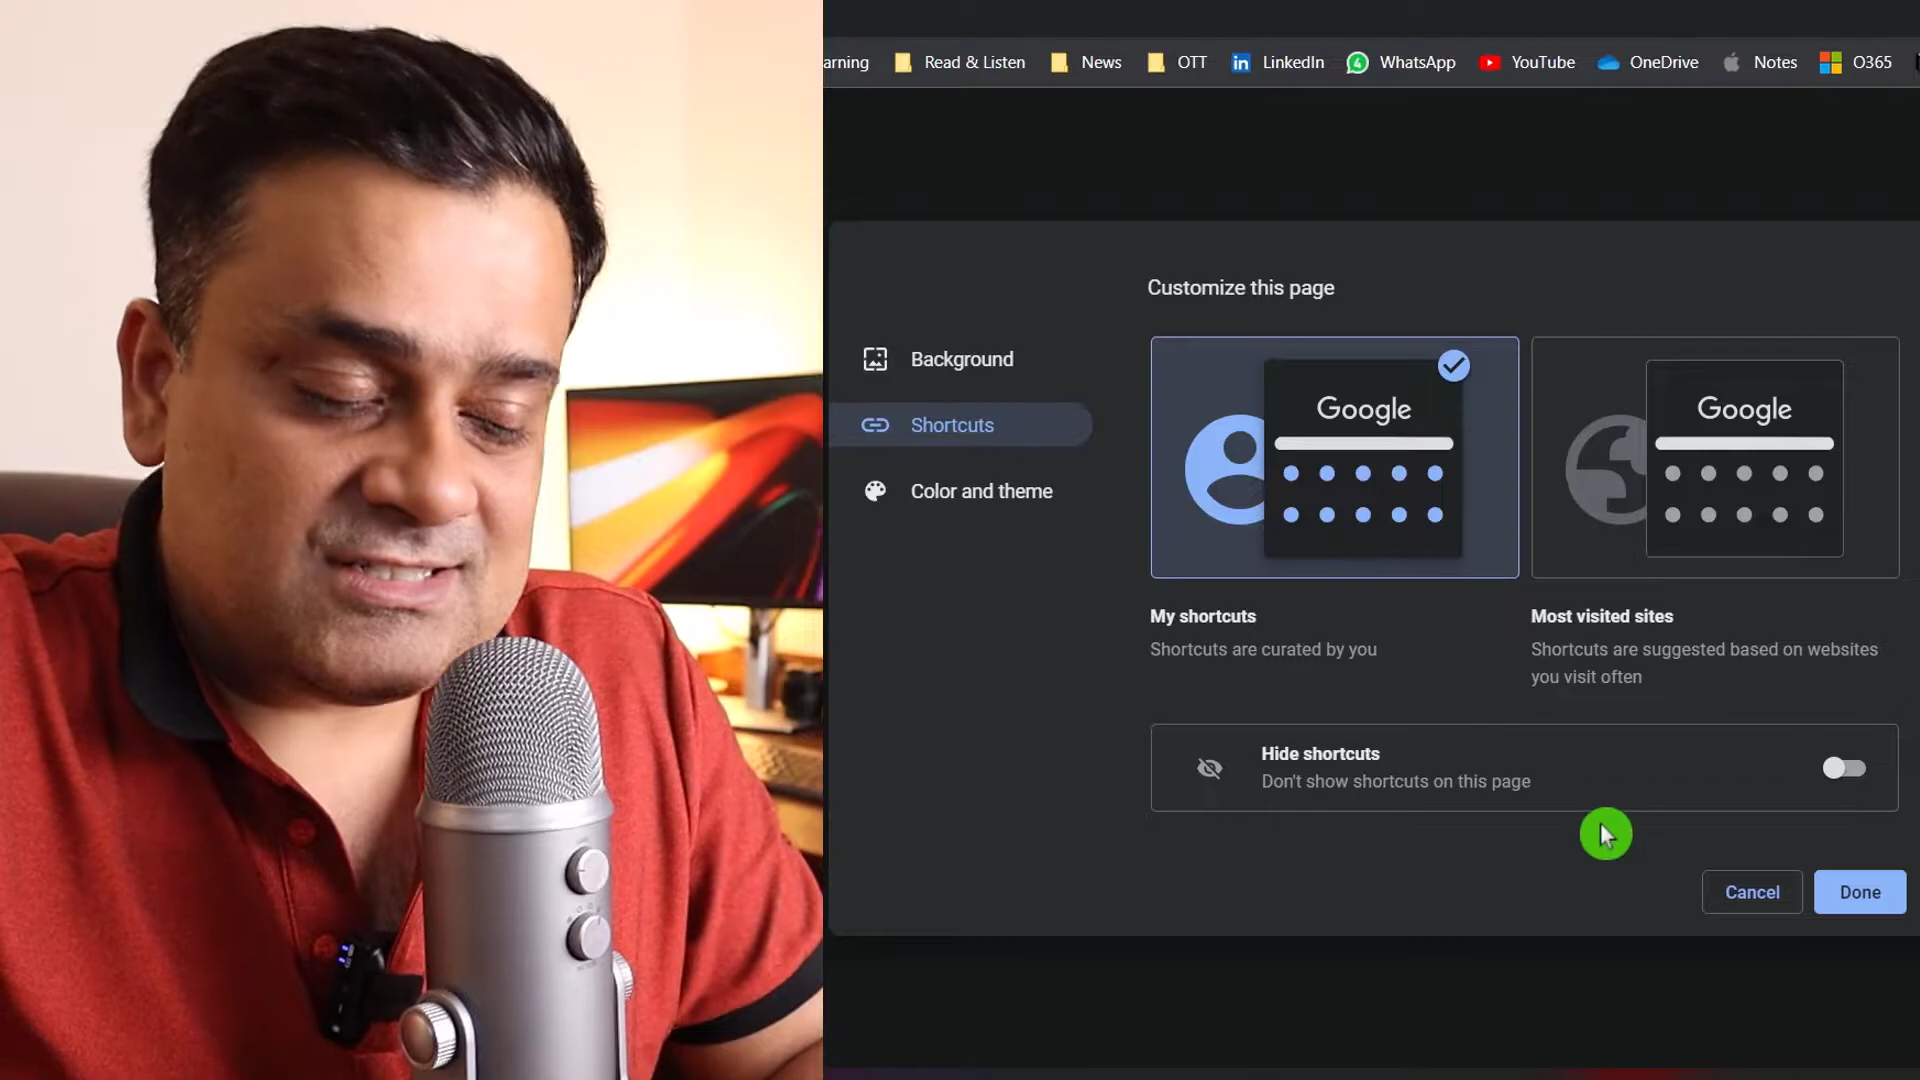 arning Read & Listen News OTT LinkedIn WhatsApp YouTube OneDrive Notes O365
Customize this page
Background
Shortcuts
Color and theme
Google
Google
My shortcuts
Shortcuts are curated by you
Most visited sites
Shortcuts are suggested based on websites
you visit often
Hide shortcuts
Don't show shortcuts on this page
Cancel Done